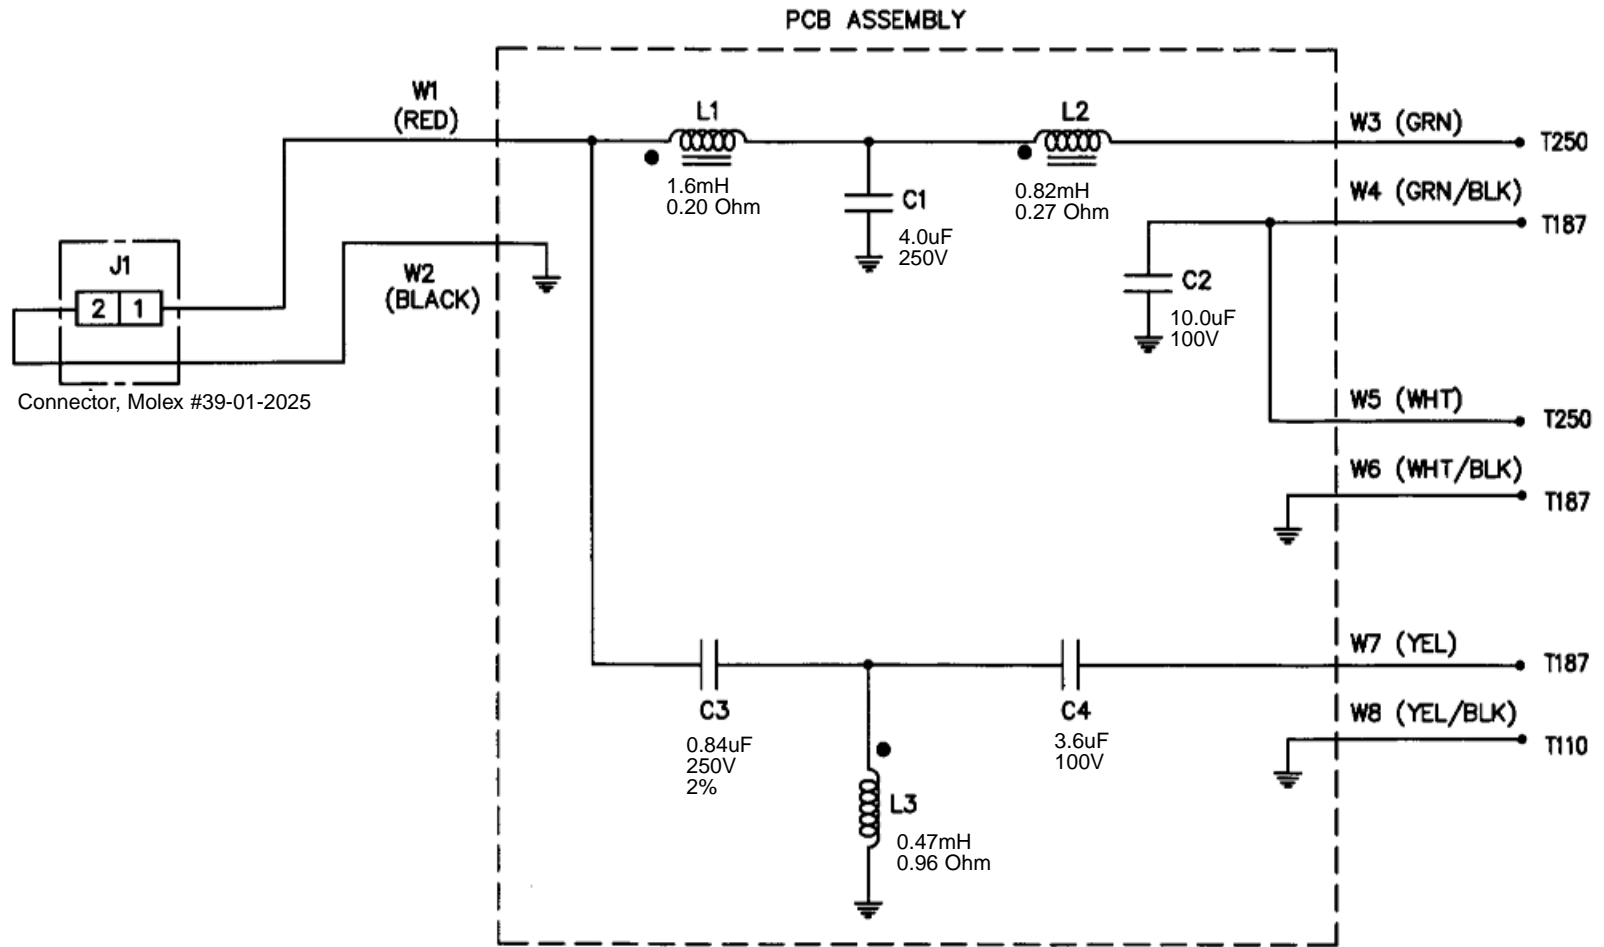 PCB ASSEMBLY
W1
(RED)
L1
1.6mH
0.20 Ohm
L2
0.82mH
0.27 Ohm
W3 (GRN)
T250
W4 (GRN/BLK)
T187
C1
4.0uF
250V
C2
10.0uF
100V
J1
2 1
W2
(BLACK)
Connector, Molex #39-01-2025
W5 (WHT)
T250
W6 (WHT/BLK)
T187
W7 (YEL)
T187
C3
0.84uF
250V
2%
C4
3.6uF
100V
W8 (YEL/BLK)
T110
L3
0.47mH
0.96 Ohm